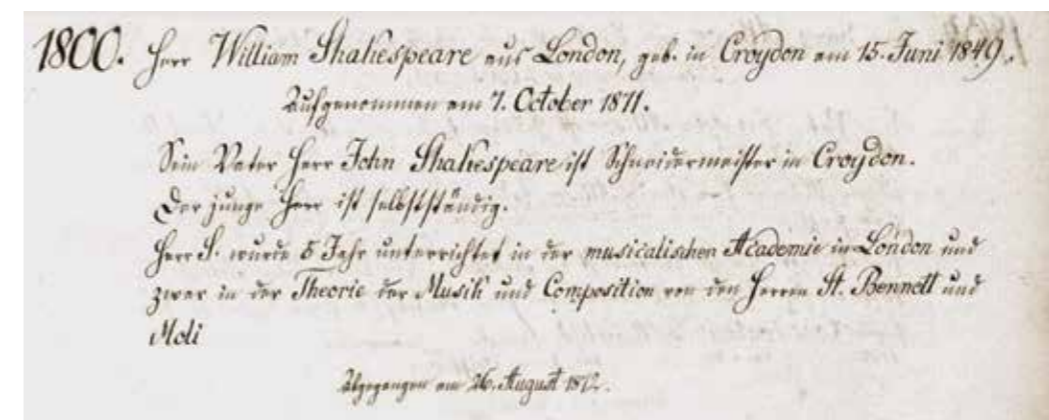 1800. Herr William Shakespeare aus London, geb. in Croydon am 15. Juni 1849.
Aufgenommen am 7. October 1871.
Sein Vater Herr John Shakespeare ist Schneidermeister in Croydon.
Der junge Herr ist selbstständig.
Herr S. wurde 5 Jahr unterrichtet in der musicalischen Academie in London und
zwar in der Theorie der Musik und Composition von den Herren St. Bennett und
Moli
Abgegangen am 26. August 1872.